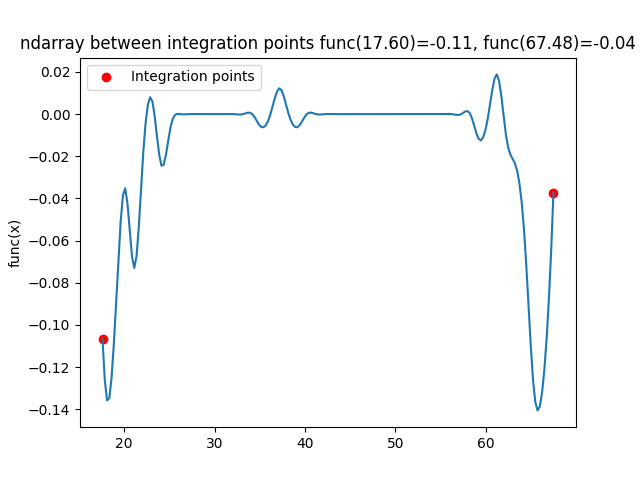 ndarray between integration points func(17.60)=-0.11, func(67.48)=-0.04
Integration points
func(x)
0.02
0.00
−0.02
−0.04
−0.06
−0.08
−0.10
−0.12
−0.14
20 30 40 50 60